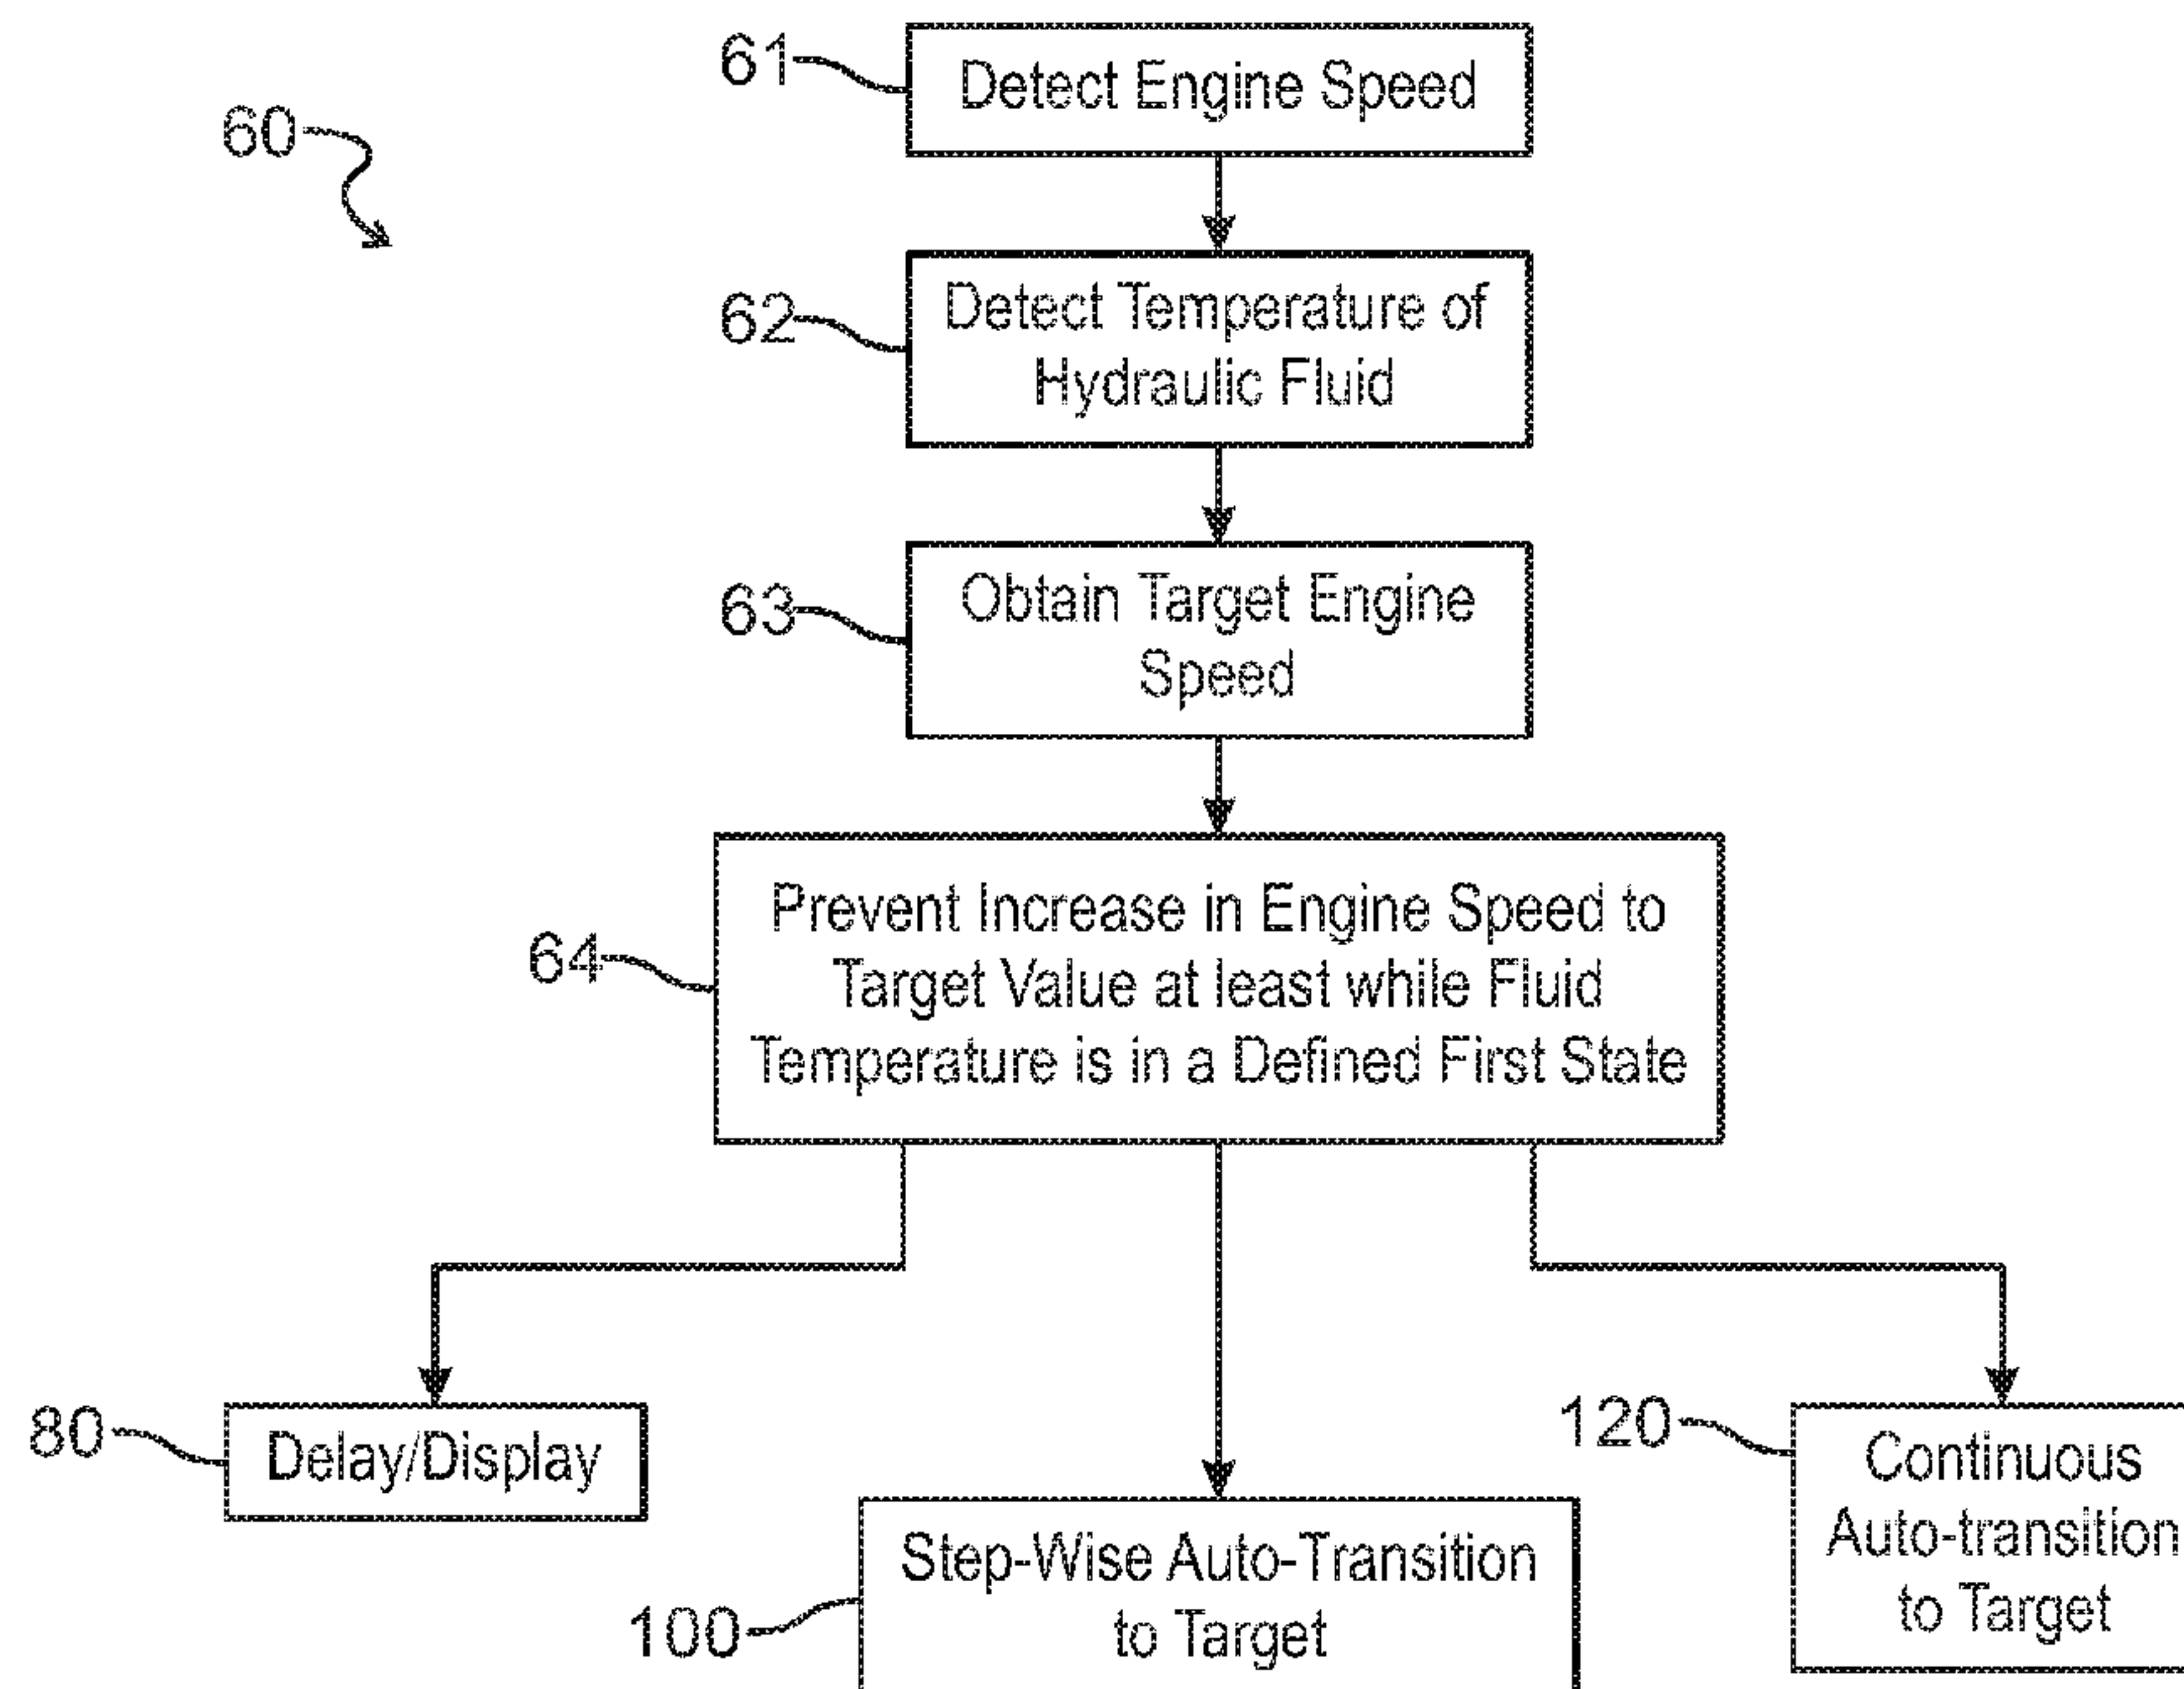 61
Detect Engine Speed
60
62
Detect Temperature of
Hydraulic Fluid
63
Obtain Target Engine
Speed
64
Prevent Increase in Engine Speed to
Target Value at least while Fluid
Temperature is in a Defined First State
80
Delay/Display
100
Step-Wise Auto-Transition
to Target
120
Continuous
Auto-transition
to Target